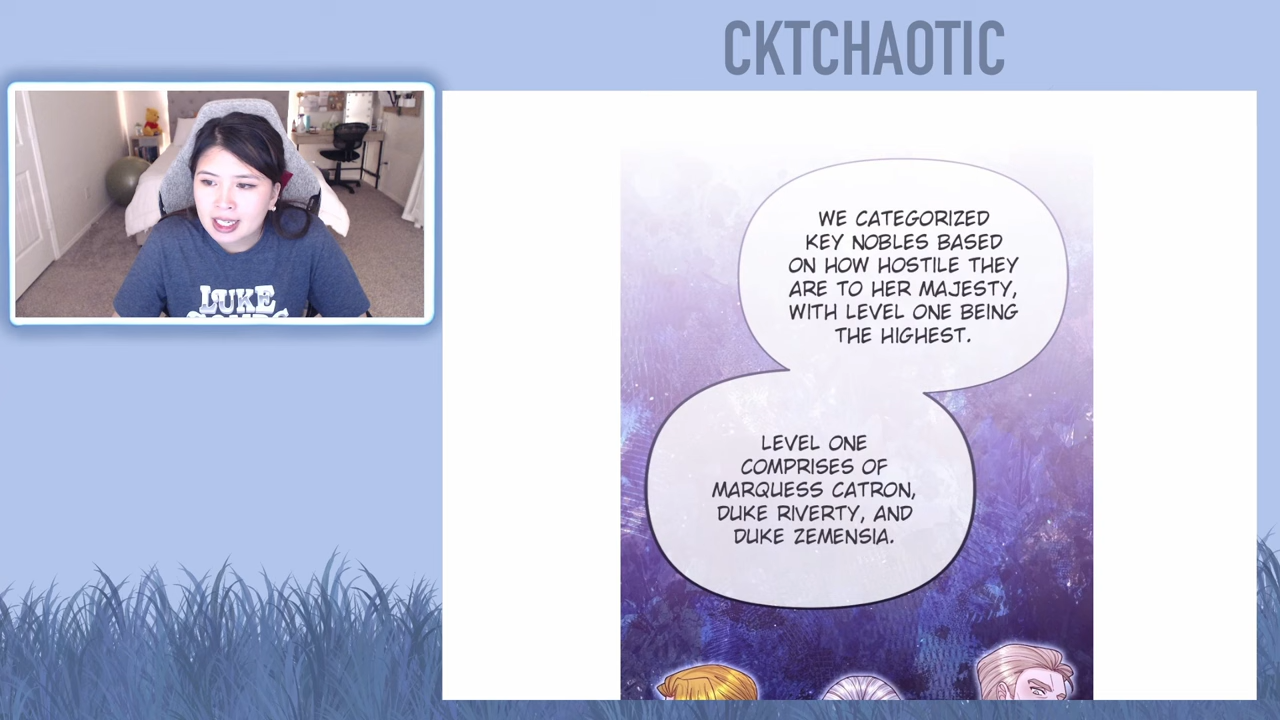 CKTCHAOTIC
LUKE
WE CATEGORIZED
KEY NOBLES BASED
ON HOW HOSTILE THEY
ARE TO HER MAJESTY,
WITH LEVEL ONE BEING
THE HIGHEST.
LEVEL ONE
COMPRISES OF
MARQUESS CATRON,
DUKE RIVERTY, AND
DUKE ZEMENSIA.